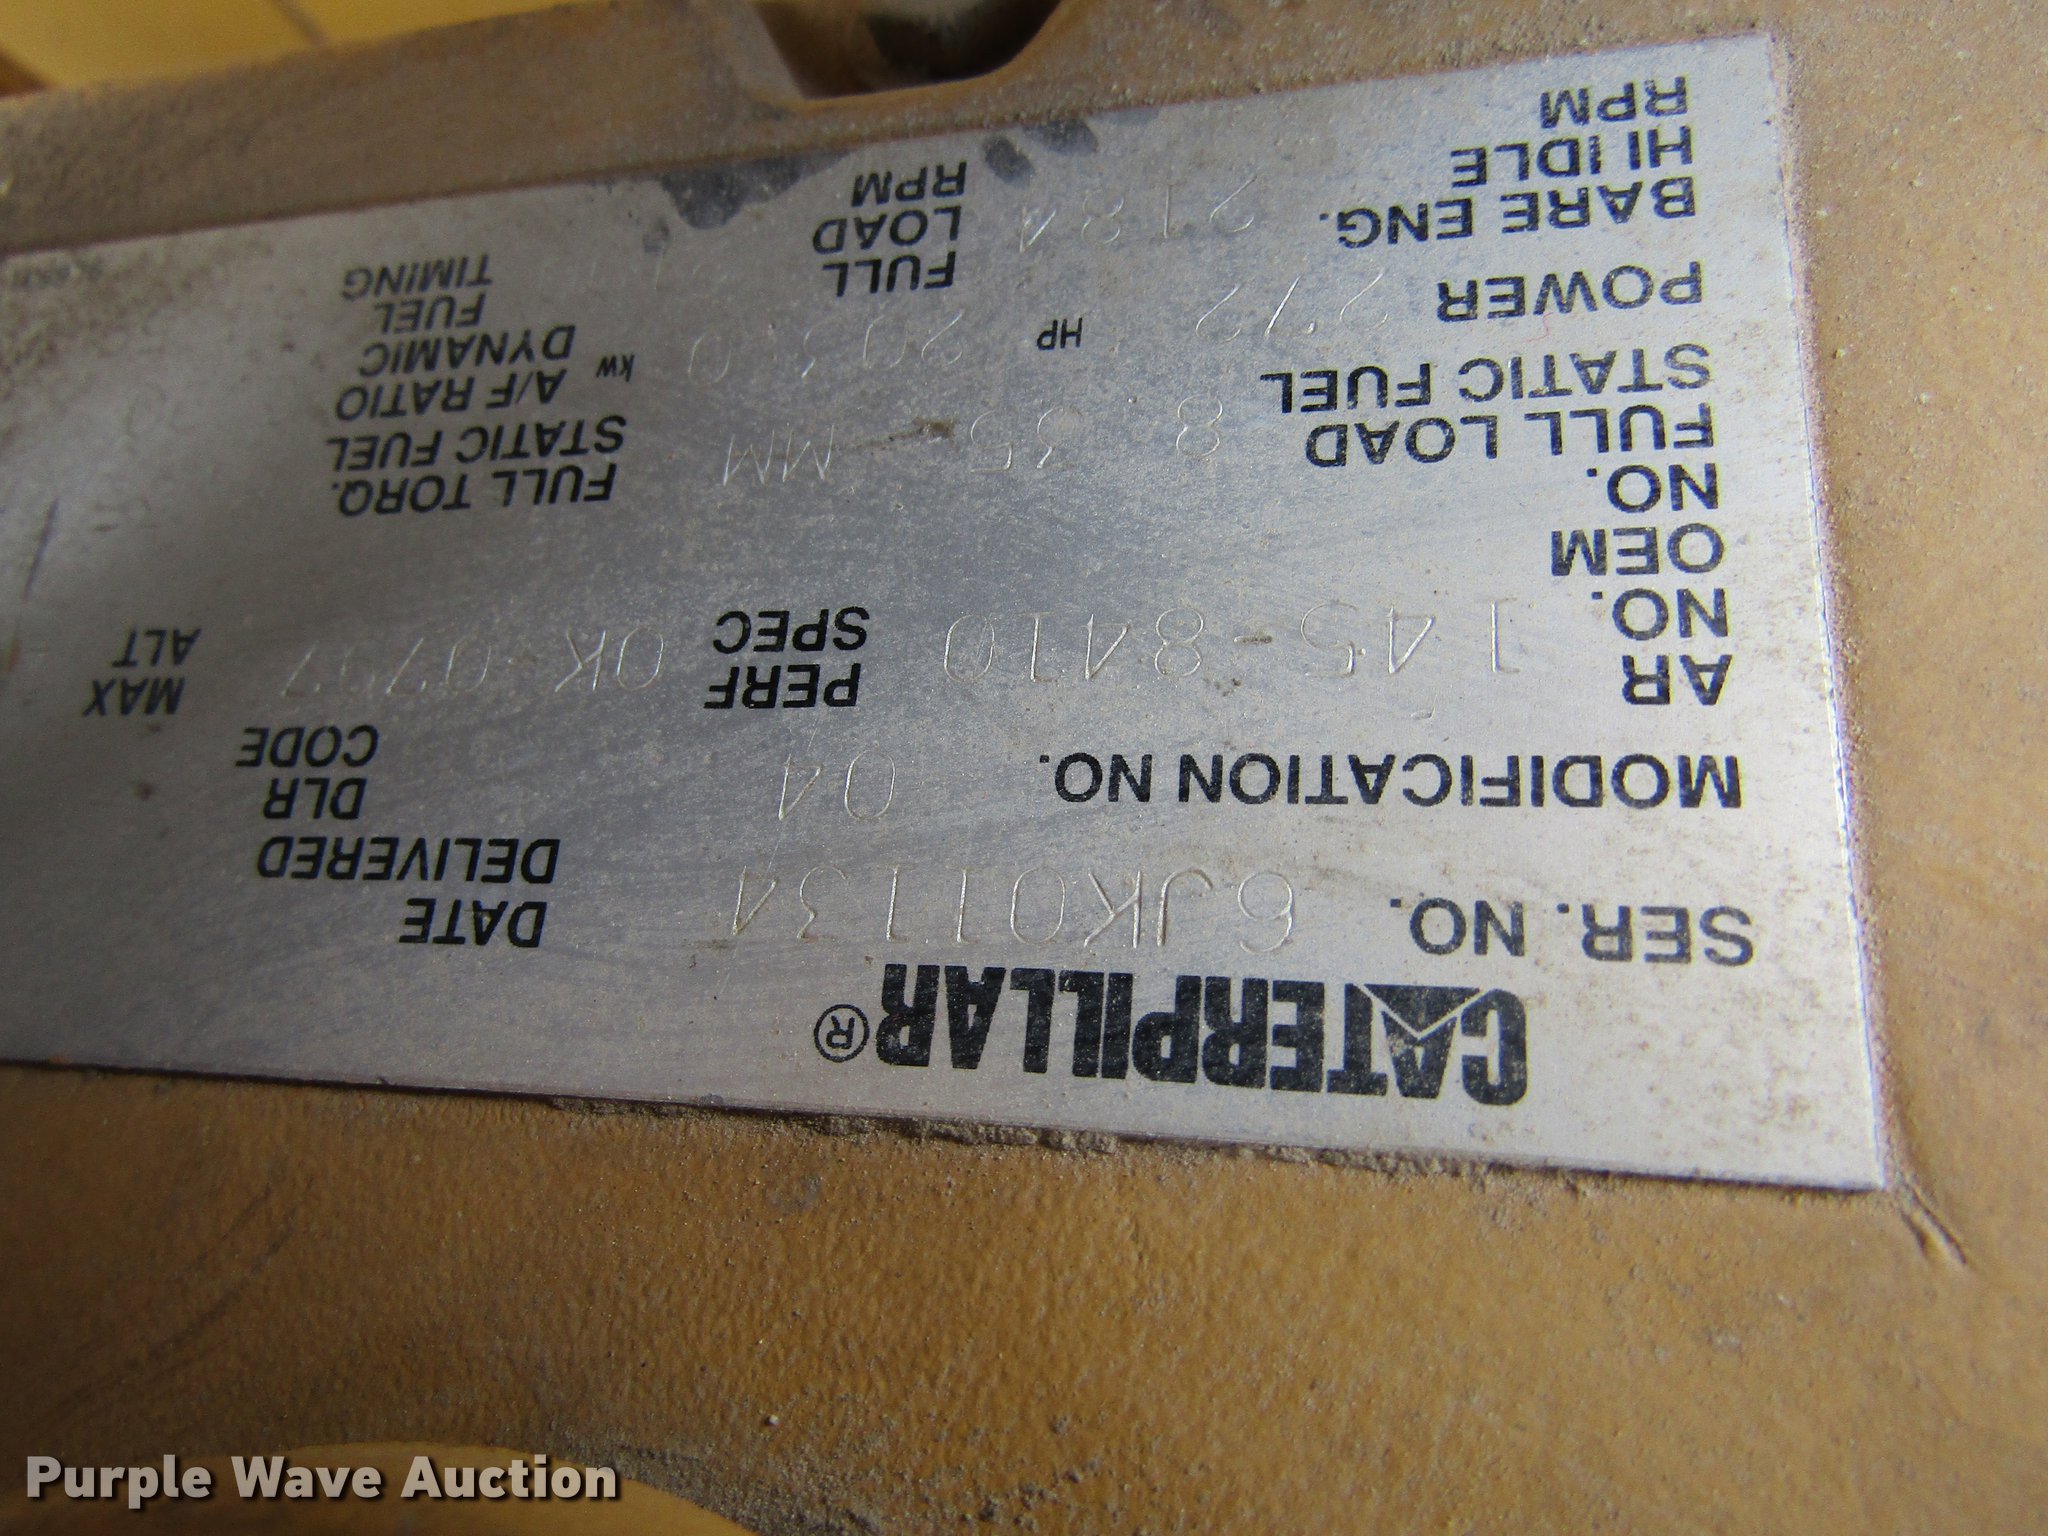 CATERPILLAR®
SER. NO. 6JK01134
DATE
DELIVERED
MODIFICATION NO. 04
DLR
CODE
AR
NO. 145-8410
PERF
SPEC 0K-0797
MAX
ALT
OEM
NO.
FULL LOAD
STATIC FUEL 8.35 MM
FULL TORQ.
STATIC FUEL
A/F RATIO
DYNAMIC
POWER 272 HP kw
FUEL
TIMING
BARE ENG.
HI IDLE
RPM 2184
FULL
LOAD
RPM
Purple Wave Auction